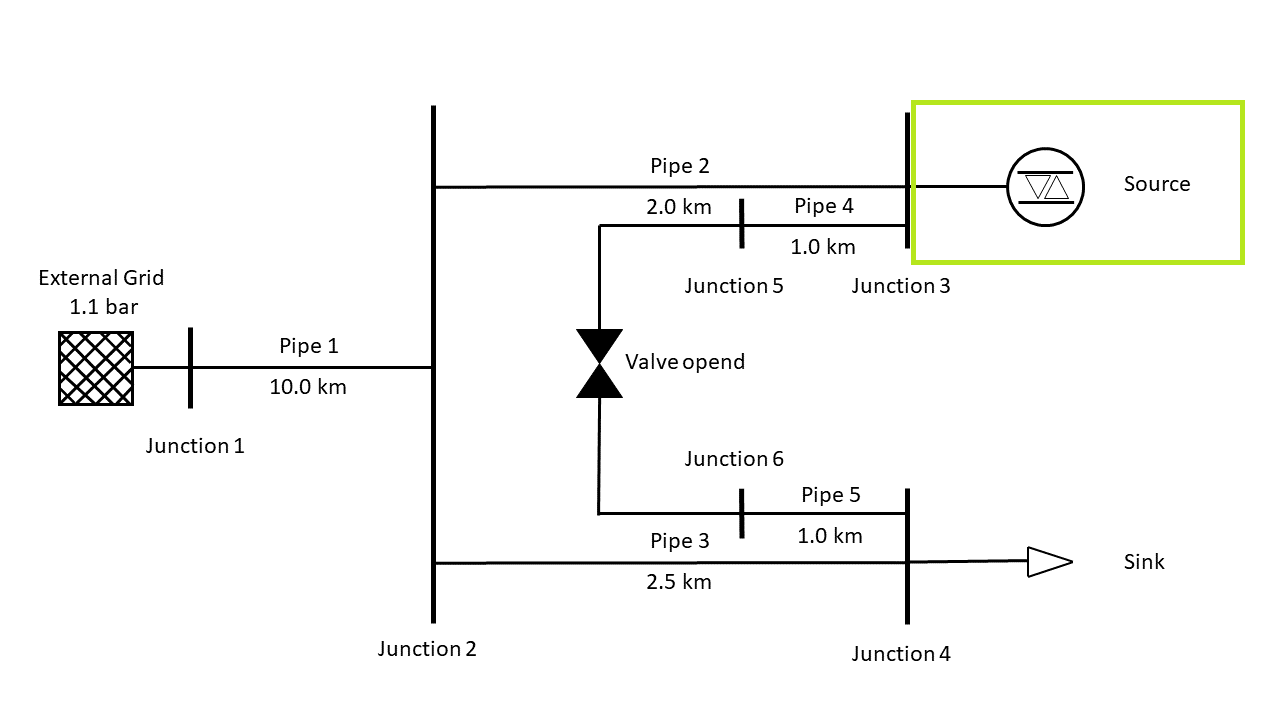 Pipe 2
2.0 km
Pipe 4
1.0 km
Source
Junction 5
Junction 3
External Grid
1.1 bar
Pipe 1
10.0 km
Valve opend
Junction 1
Junction 6
Pipe 5
1.0 km
Pipe 3
2.5 km
Sink
Junction 2
Junction 4